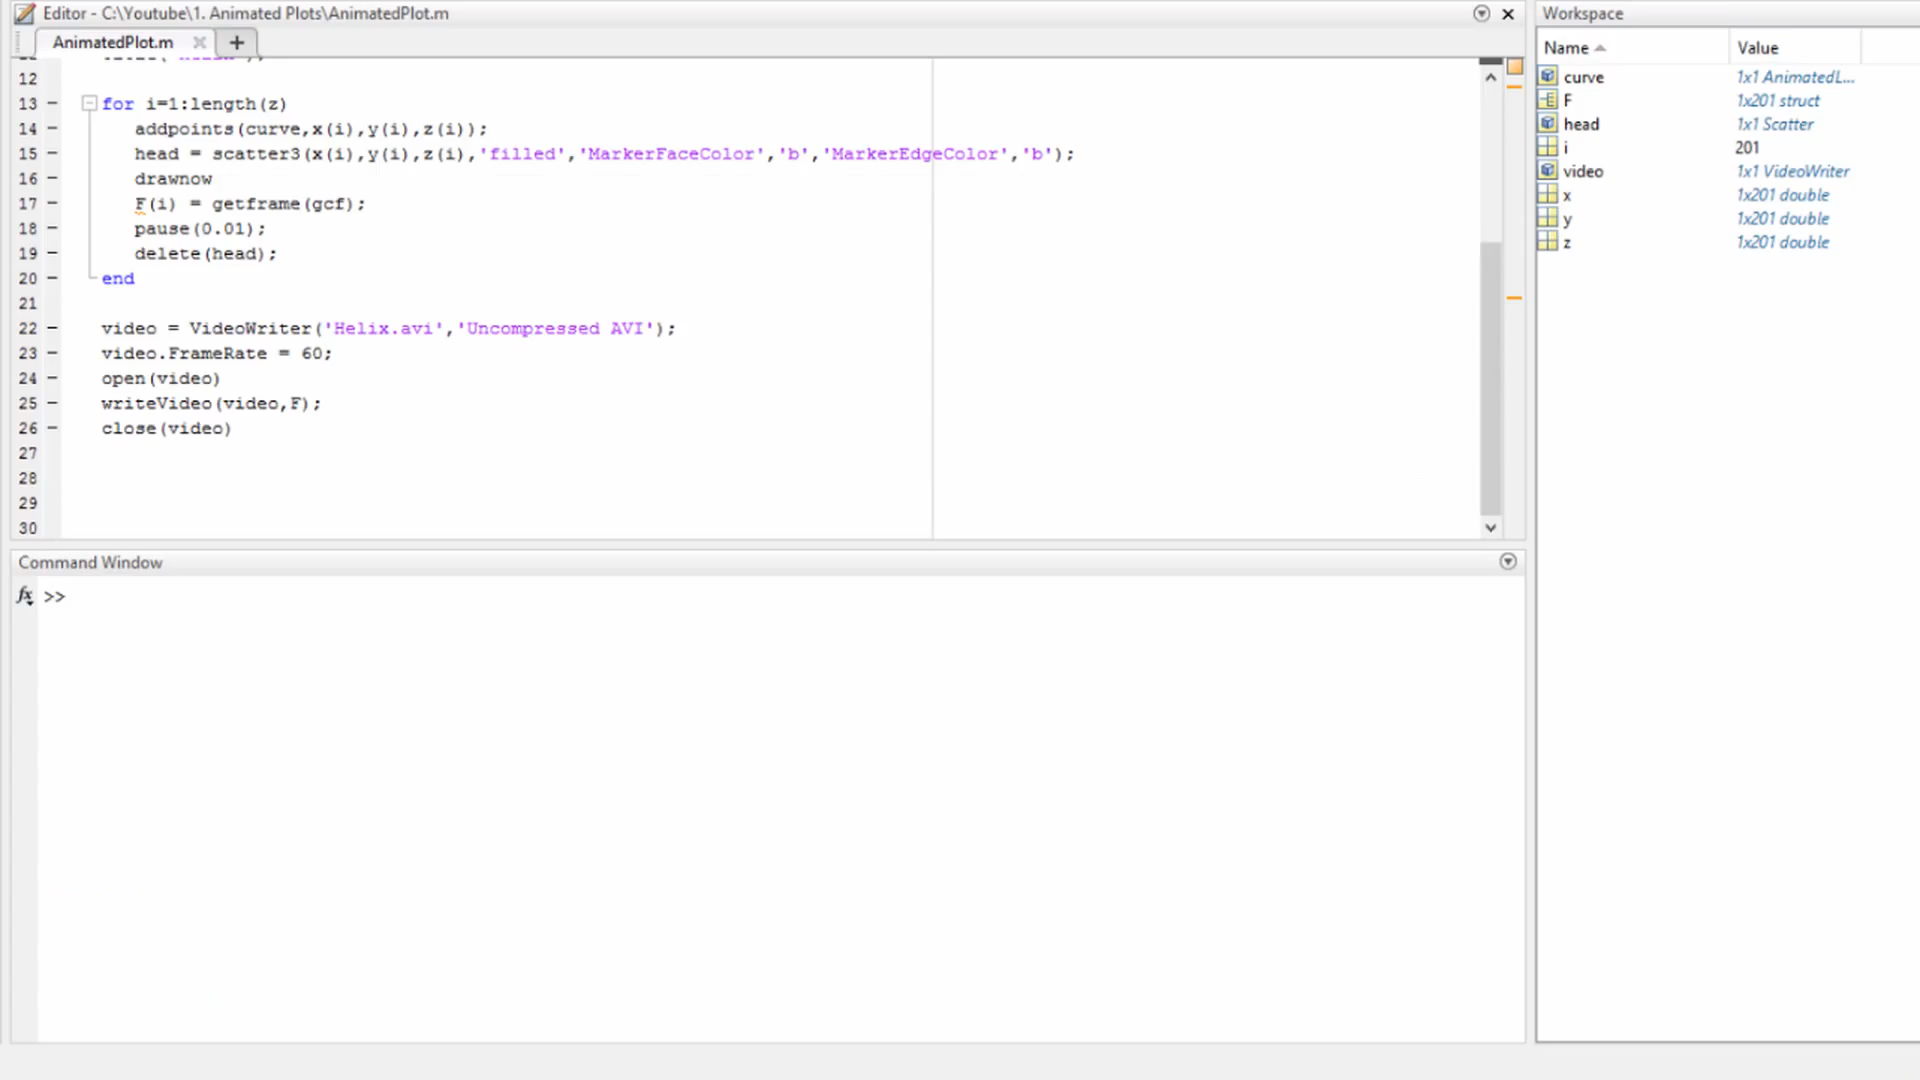 Editor - C:\Youtube\1. Animated Plots\AnimatedPlot.m
AnimatedPlot.m
12
13 for i=1:length(z)
14 addpoints(curve,x(i),y(i),z(i));
15 head = scatter3(x(i),y(i),z(i),'filled','MarkerFaceColor','b','MarkerEdgeColor','b');
16 drawnow
17 F(i) = getframe(gcf);
18 pause(0.01);
19 delete(head);
20 end
21
22 video = VideoWriter('Helix.avi','Uncompressed AVI');
23 video.FrameRate = 60;
24 open(video)
25 writeVideo(video,F);
26 close(video)
27
28
29
30
Command Window
fx >>
Workspace
Name Value
curve 1x1 AnimatedL...
F 1x201 struct
head 1x1 Scatter
i 201
video 1x1 VideoWriter
x 1x201 double
y 1x201 double
z 1x201 double